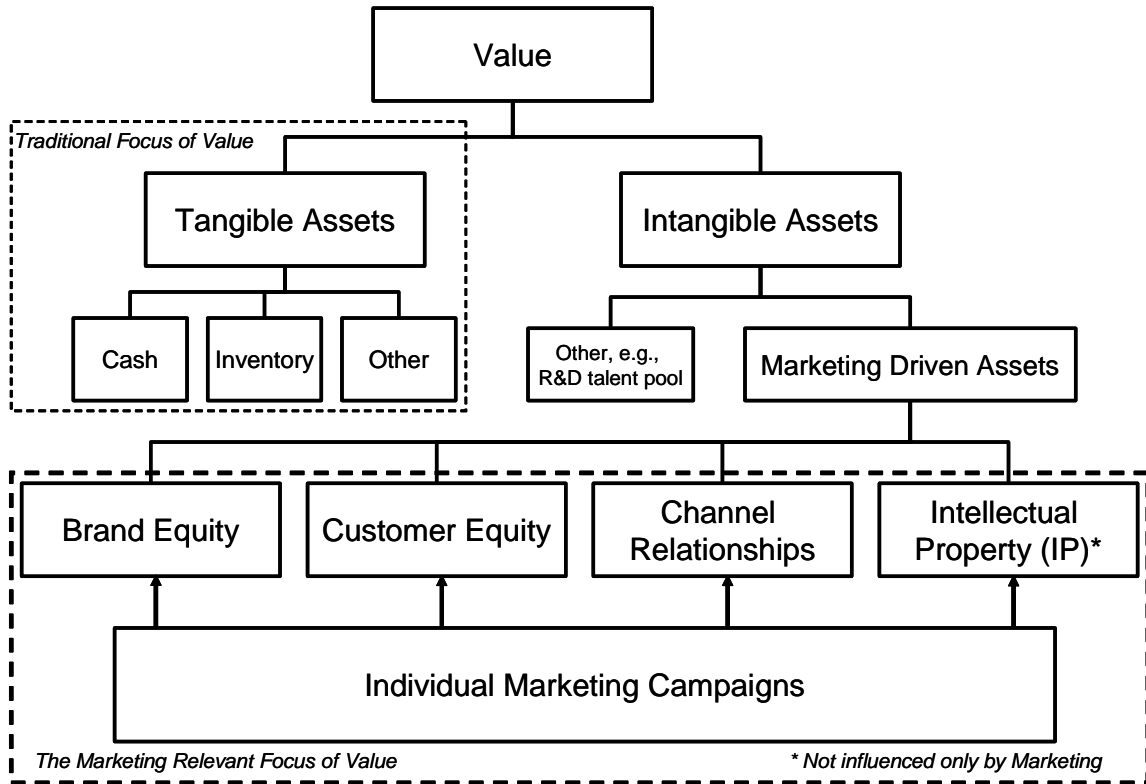 Value
Traditional Focus of Value
Tangible Assets
Intangible Assets
Cash
Inventory
Other
Other, e.g.,
R&D talent pool
Marketing Driven Assets
Brand Equity
Customer Equity
Channel
Relationships
Intellectual
Property (IP)*
Individual Marketing Campaigns
The Marketing Relevant Focus of Value
* Not influenced only by Marketing